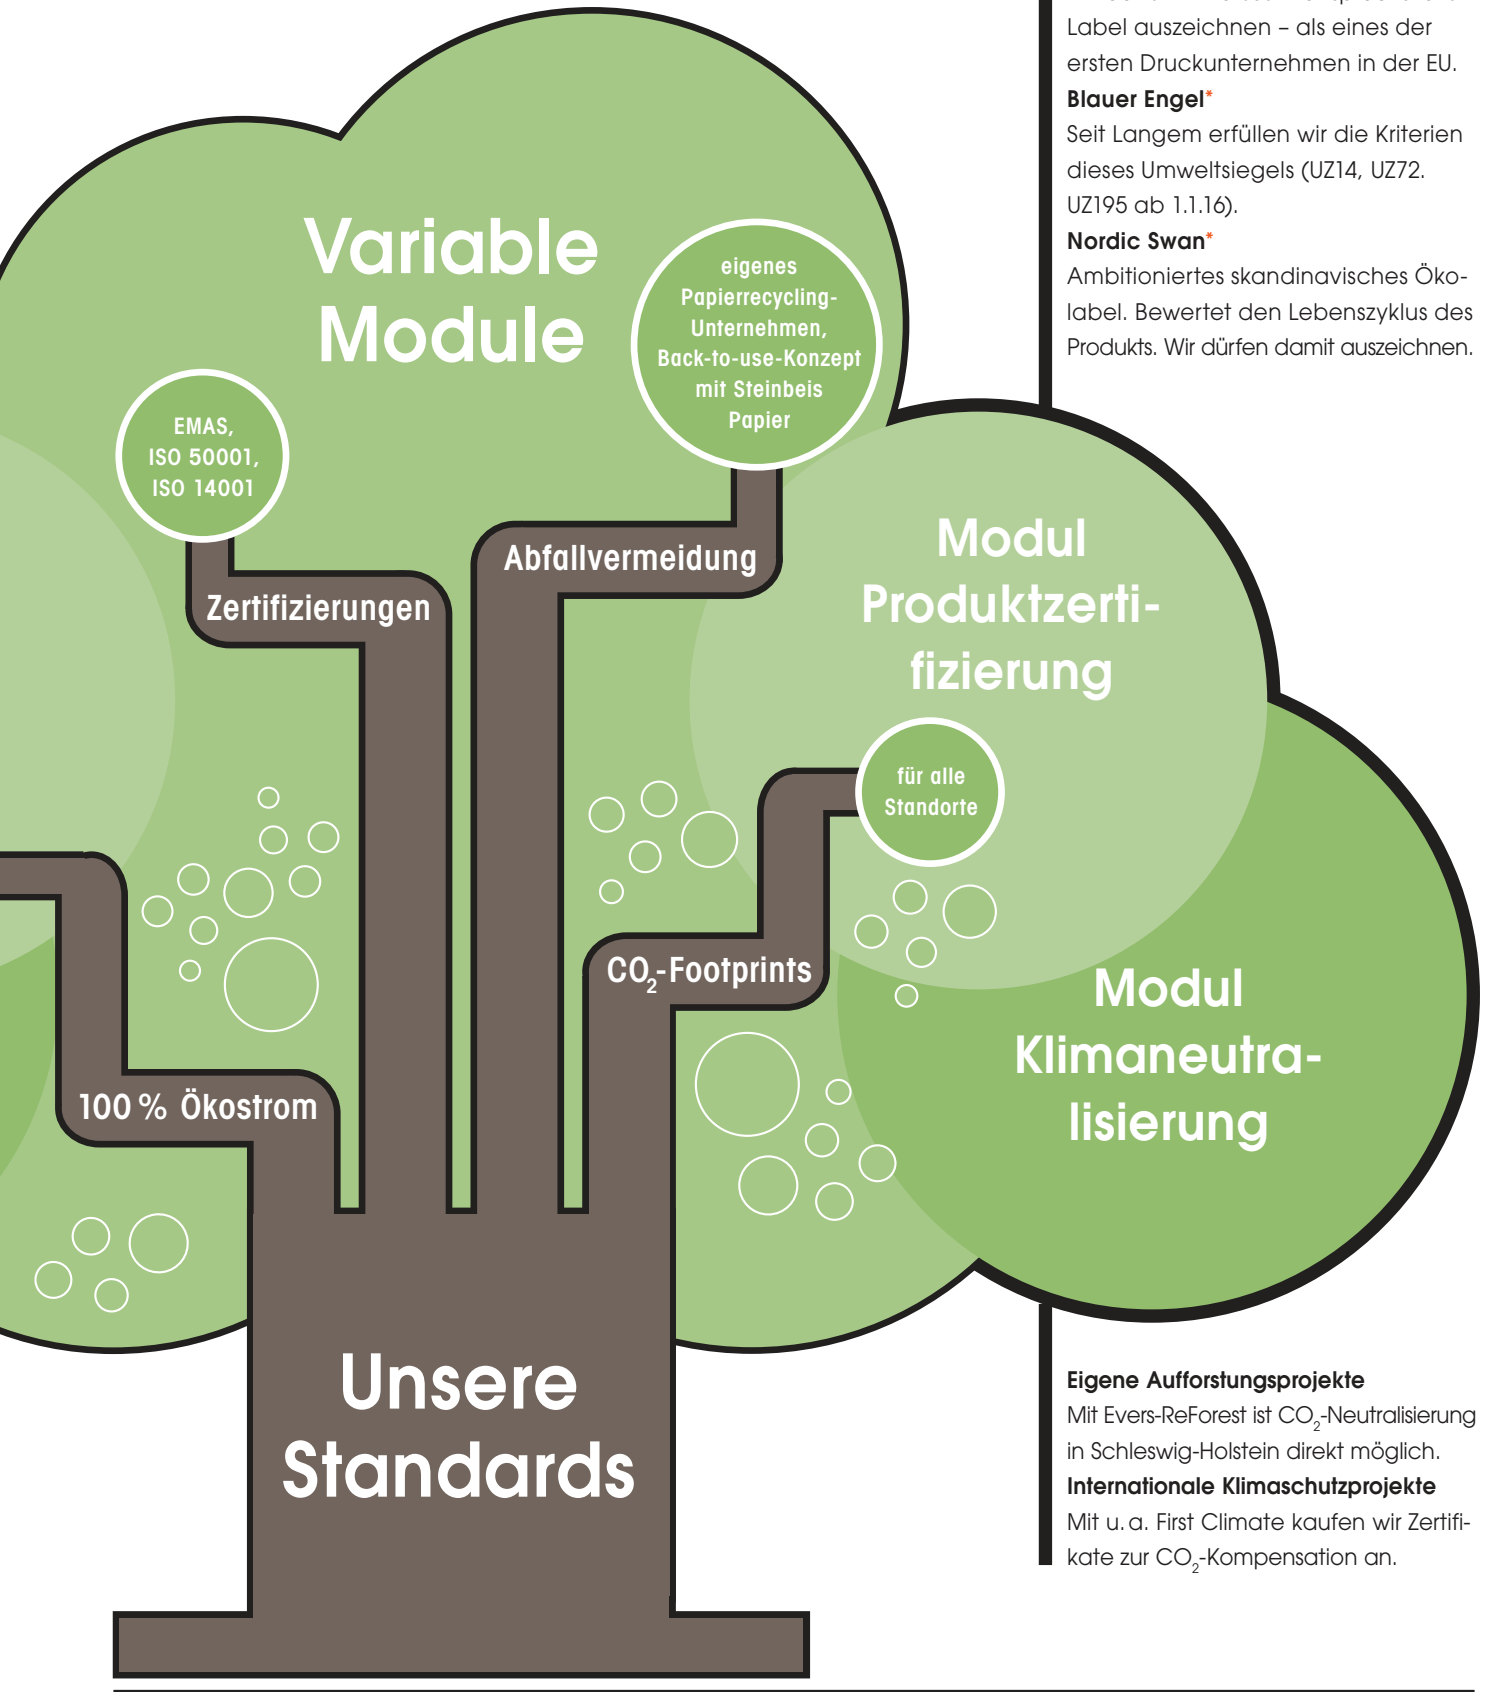 Label auszeichnen – als eines der
ersten Druckunternehmen in der EU.
Blauer Engel*
Seit Langem erfüllen wir die Kriterien
dieses Umweltsiegels (UZ14, UZ72.
UZ195 ab 1.1.16).
Nordic Swan*
Ambitioniertes skandinavisches Öko-
label. Bewertet den Lebenszyklus des
Produkts. Wir dürfen damit auszeichnen.
Variable
Module
eigenes
Papierrecycling-
Unternehmen,
Back-to-use-Konzept
mit Steinbeis
Papier
EMAS,
ISO 50001,
ISO 14001
Abfallvermeidung
Zertifizierungen
Modul
Produktzerti-
fizierung
für alle
Standorte
CO₂-Footprints
Modul
Klimaneutra-
lisierung
100 % Ökostrom
Unsere
Standards
Eigene Aufforstungsprojekte
Mit Evers-ReForest ist CO₂-Neutralisierung
in Schleswig-Holstein direkt möglich.
Internationale Klimaschutzprojekte
Mit u. a. First Climate kaufen wir Zertifi-
kate zur CO₂-Kompensation an.